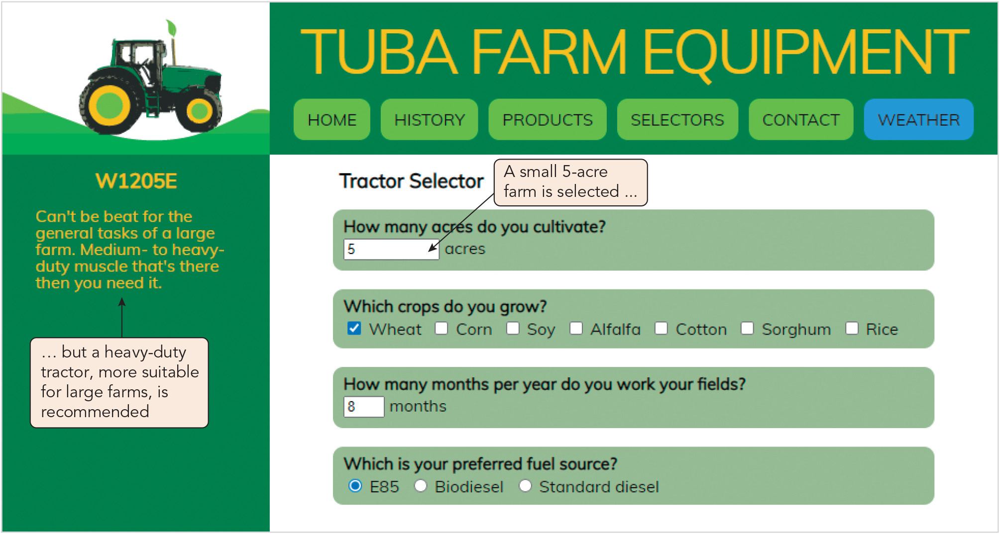 TUBA FARM EQUIPMENT
HOME HISTORY PRODUCTS SELECTORS CONTACT WEATHER
W1205E
Can't be beat for the
general tasks of a large
farm. Medium- to heavy-
duty muscle that's there
then you need it.
... but a heavy-duty
tractor, more suitable
for large farms, is
recommended
Tractor Selector
A small 5-acre
farm is selected ...
How many acres do you cultivate?
5 acres
Which crops do you grow?
Wheat Corn Soy Alfalfa Cotton Sorghum Rice
How many months per year do you work your fields?
8 months
Which is your preferred fuel source?
E85 Biodiesel Standard diesel